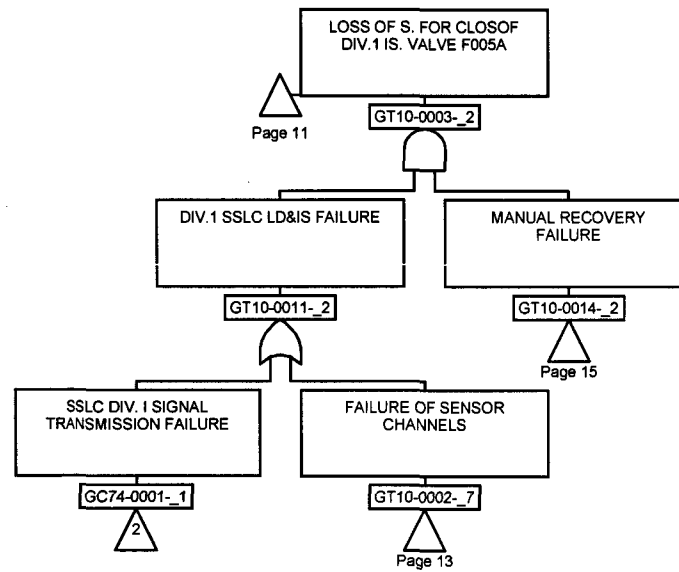 LOSS OF S. FOR CLOSOF
DIV.1 IS. VALVE F005A
Page 11
GT10-0003-_2
DIV.1 SSLC LD&IS FAILURE
MANUAL RECOVERY
FAILURE
GT10-0011-_2
GT10-0014-_2
Page 15
SSLC DIV. I SIGNAL
TRANSMISSION FAILURE
FAILURE OF SENSOR
CHANNELS
GC74-0001-_1
GT10-0002-_7
2
Page 13